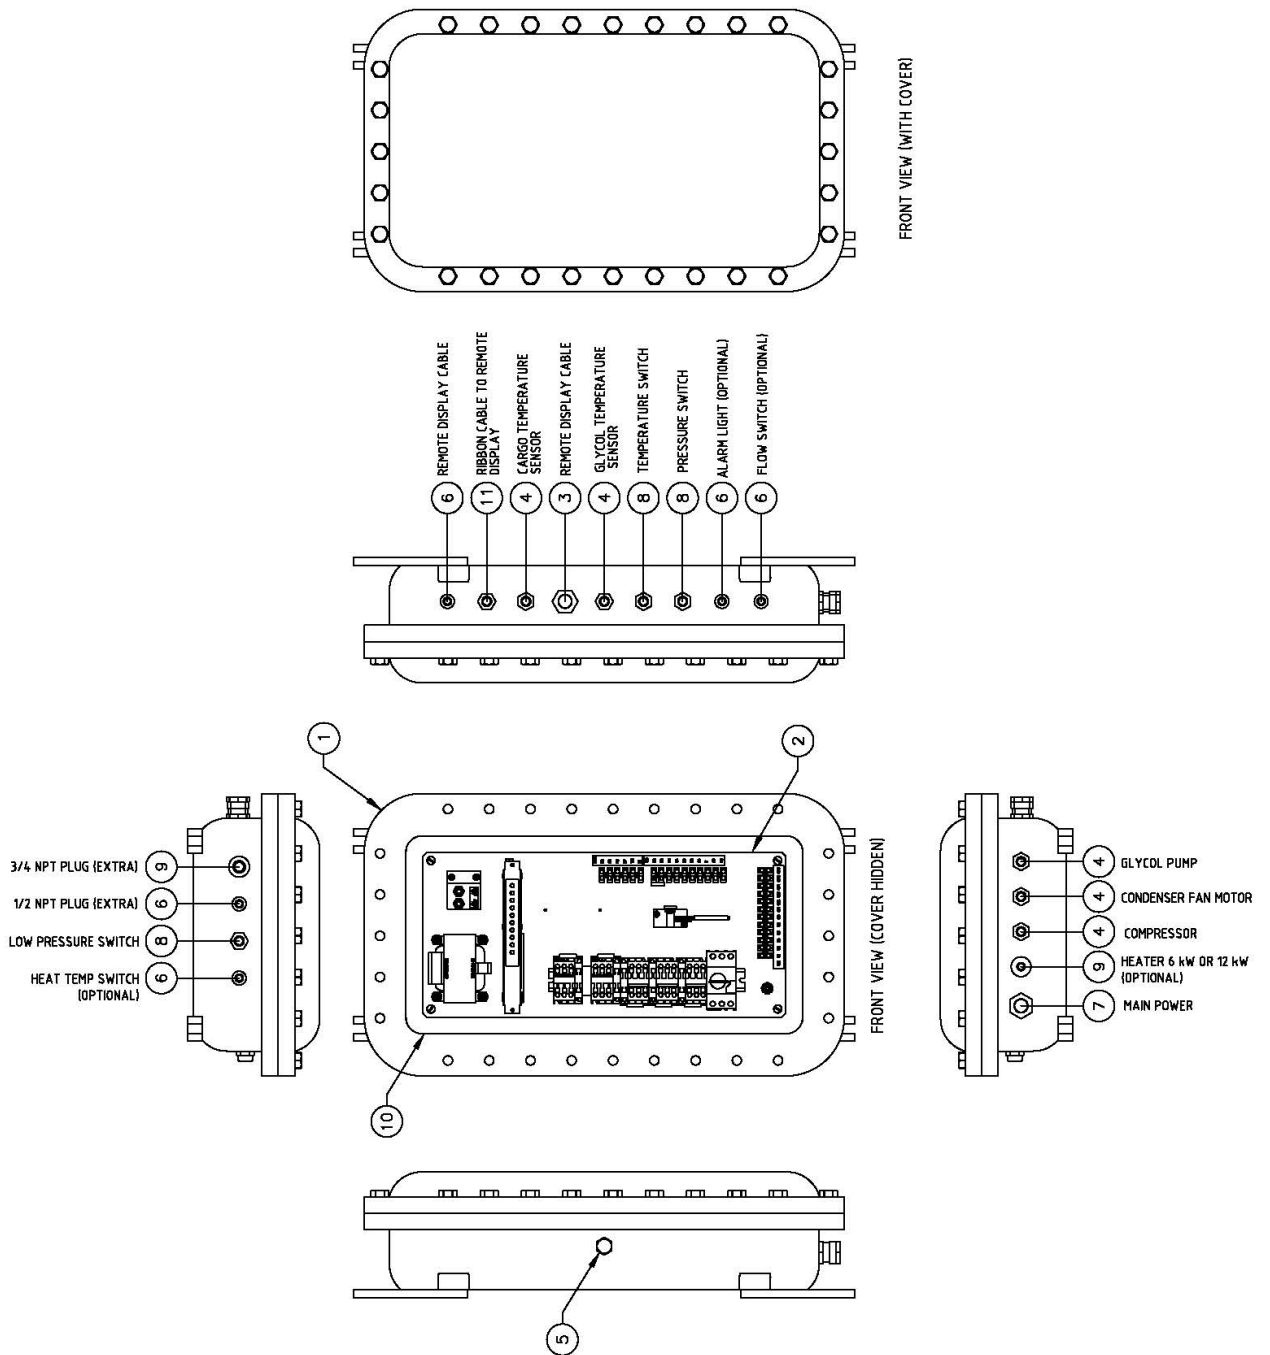 FRONT VIEW (WITH COVER)
6 REMOTE DISPLAY CABLE
11 RIBBON CABLE TO REMOTE
DISPLAY
4 CARGO TEMPERATURE
SENSOR
3 REMOTE DISPLAY CABLE
4 GLYCOL TEMPERATURE
SENSOR
8 TEMPERATURE SWITCH
8 PRESSURE SWITCH
6 ALARM LIGHT (OPTIONAL)
6 FLOW SWITCH (OPTIONAL)
1
2
3/4 NPT PLUG (EXTRA) 9
1/2 NPT PLUG (EXTRA) 6
LOW PRESSURE SWITCH 8
HEAT TEMP SWITCH 6
(OPTIONAL)
FRONT VIEW (COVER HIDDEN)
4 GLYCOL PUMP
4 CONDENSER FAN MOTOR
4 COMPRESSOR
9 HEATER 6 kW OR 12 kW
(OPTIONAL)
7 MAIN POWER
10
5